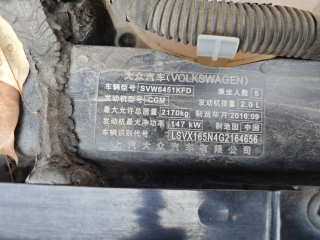 大众汽车(VOLKSWAGEN)
车辆型号 SVW6451KFD 乘坐人数 5
发动机型号 CGM 发动机排量 2.0 L
最大允许总质量 2170kg 制造年月 2016.09
发动机最大净功率 147 kW 制造国 中国
车辆识别代号 LSVX165N4G2164656
上汽大众汽车有限公司